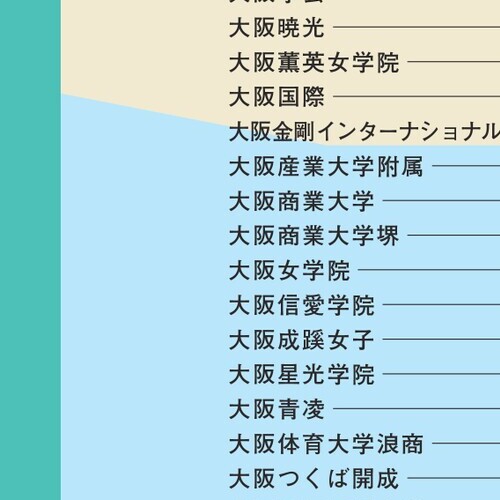 大阪暁光
大阪薫英女学院
大阪国際
大阪金剛インターナショナル
大阪産業大学附属
大阪商業大学
大阪商業大学堺
大阪女学院
大阪信愛学院
大阪成蹊女子
大阪星光学院
大阪青凌
大阪体育大学浪商
大阪つくば開成